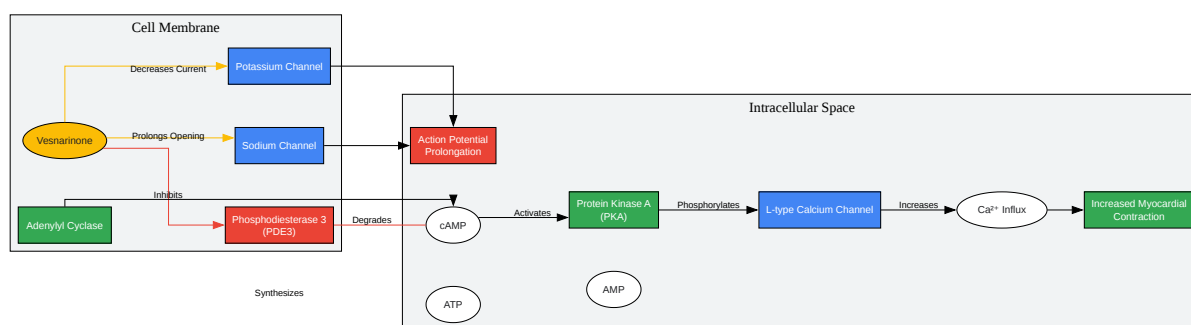 Cell Membrane
Decreases Current
Potassium Channel
Intracellular Space
Vesnarinone
Prolongs Opening
Sodium Channel
Action Potential
Prolongation
Inhibits
Adenylyl Cyclase
Phosphodiesterase 3
(PDE3)
Degrades
cAMP
Activates
Protein Kinase A
(PKA)
Phosphorylates
L-type Calcium Channel
Increases
Ca²⁺ Influx
Increased Myocardial
Contraction
Synthesizes
ATP
AMP